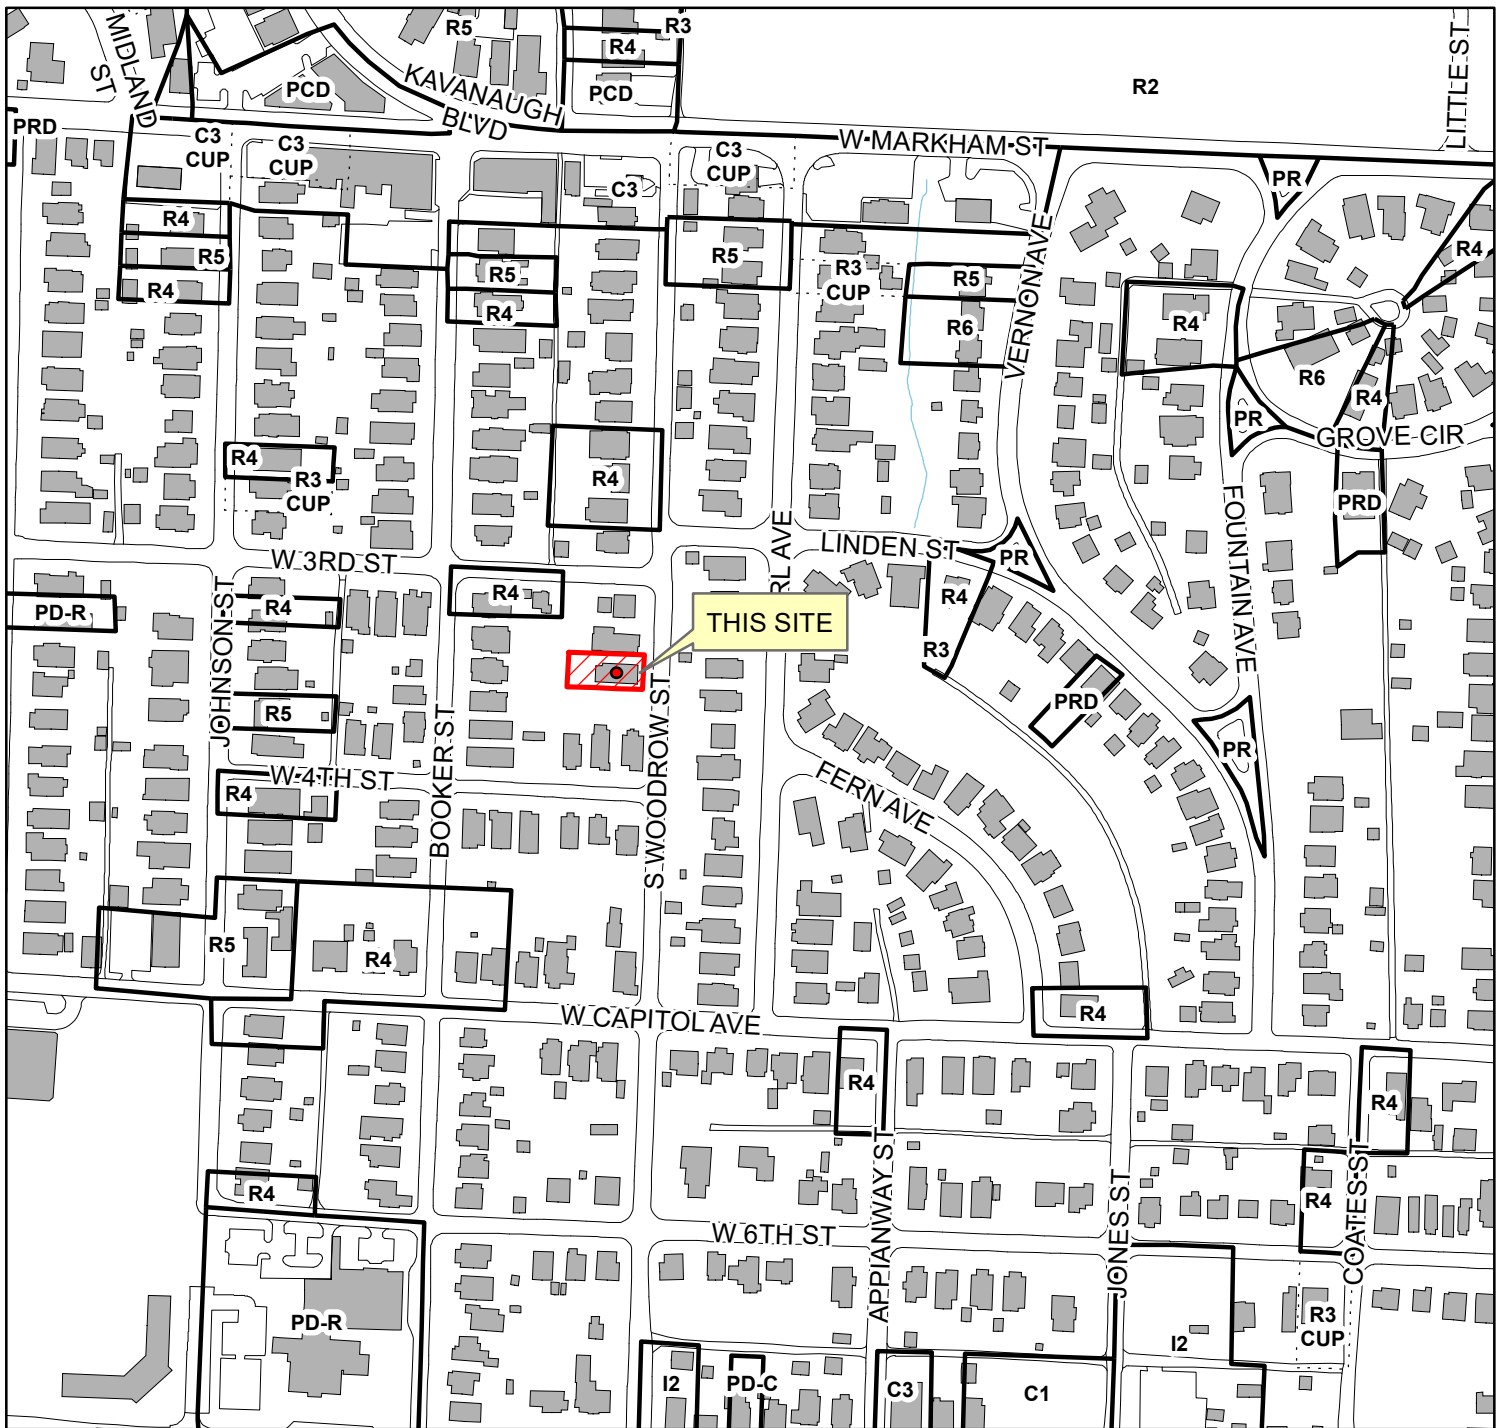 R5
R3
R4
MIDLAND
ST
LITTLE ST
KAVANAUGH
BLVD
PCD
PCD
R2
PRD
C3
CUP
C3
CUP
W MARKHAM ST
C3
CUP
C3
PR
R4
R5
R4
R5
R4
R5
R3
CUP
R5
R6
VERNON AVE
R4
R4
R6
R4
PR
GROVE CIR
R4
R3
CUP
R4
PRD
FOUNTAIN AVE
W 3RD ST
LINDEN ST
PR
PD-R
JOHNSON ST
R4
R4
THIS SITE
R4
R3
R5
PRD
PR
W 4TH ST
R4
BOOKER ST
S WOODROW ST
FERN AVE
R5
R4
W CAPITOL AVE
R4
R4
R4
R4
R4
APPIANWAY ST
JONES ST
COATES ST
W 6TH ST
PD-R
R3
CUP
I2
I2
PD-C
C3
C1